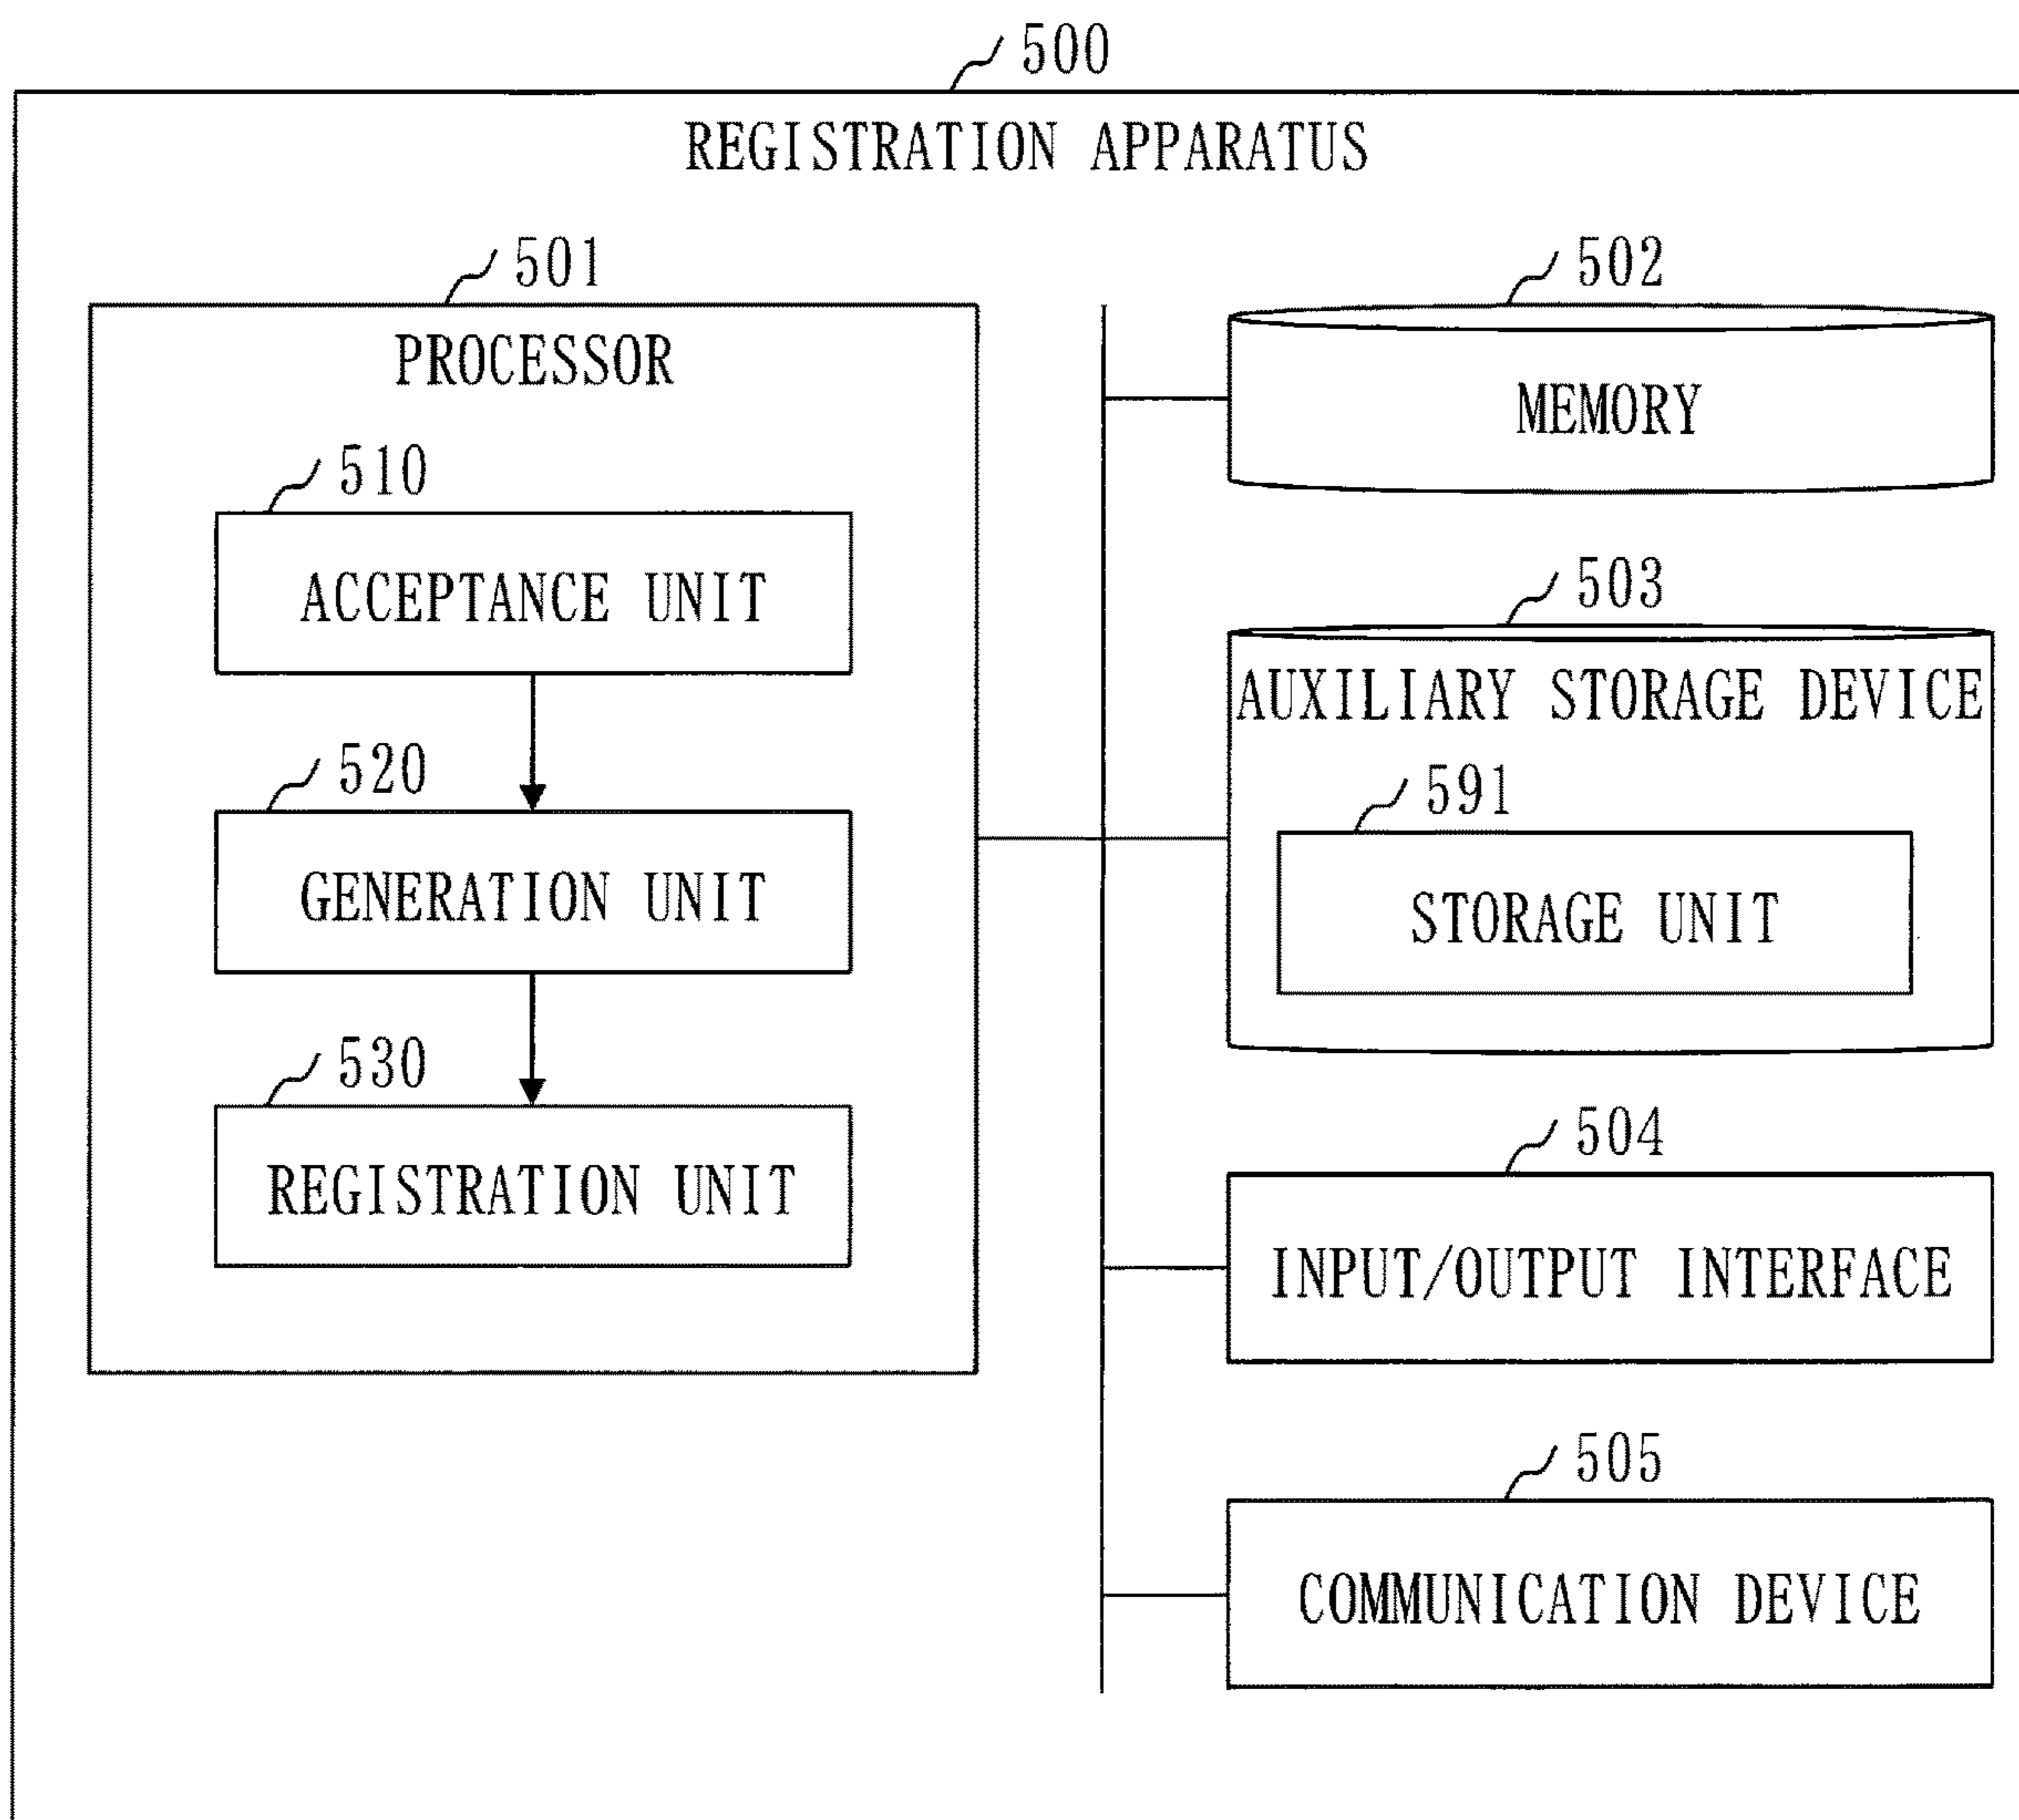 500
REGISTRATION APPARATUS
501
PROCESSOR
510
ACCEPTANCE UNIT
520
GENERATION UNIT
530
REGISTRATION UNIT
502
MEMORY
503
AUXILIARY STORAGE DEVICE
591
STORAGE UNIT
504
INPUT/OUTPUT INTERFACE
505
COMMUNICATION DEVICE